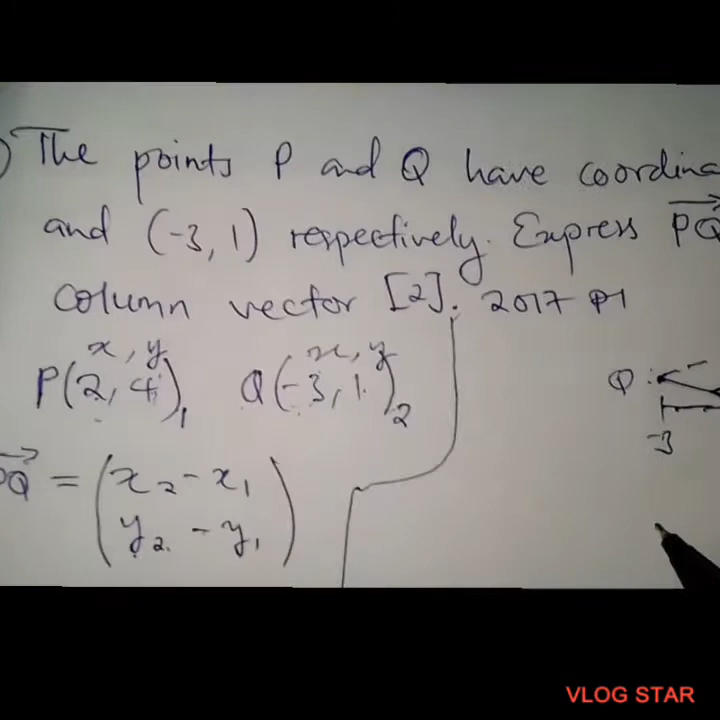 ) The points P and Q have coordina
and (-3, 1) respectively. Express PQ
column vector [2]. 2017 P1
x, y x, y
P(2, 4)₁ Q(-3, 1)₂
PQ = (x₂ - x₁
y₂ - y₁)
Q
-3
VLOG STAR